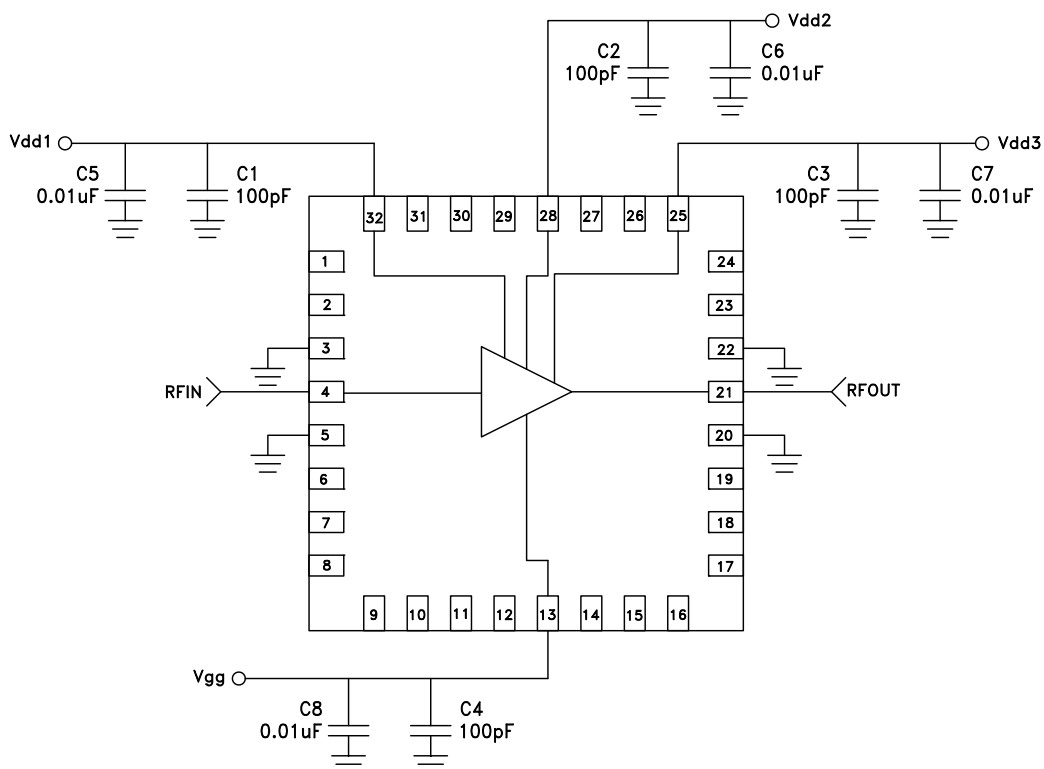 Vdd2
C2
100pF
C6
0.01uF
Vdd1
Vdd3
C5
0.01uF
C1
100pF
C3
100pF
C7
0.01uF
32
31
30
29
28
27
26
25
1
24
2
23
3
22
RFIN
4
21
RFOUT
5
20
6
19
7
18
8
17
9
10
11
12
13
14
15
16
Vgg
C8
0.01uF
C4
100pF